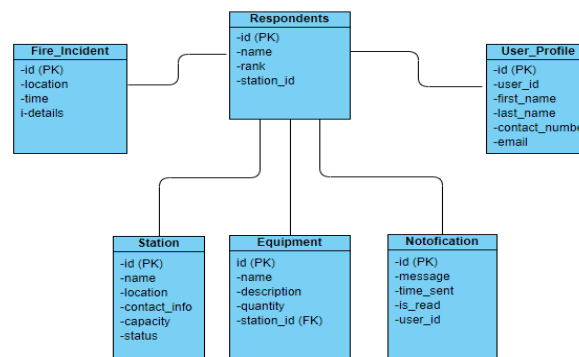 Respondents
-id (PK)
-name
-rank
-station_id
Fire_Incident
-id (PK)
-location
-time
i-details
User_Profile
-id (PK)
-user_id
-first_name
-last_name
-contact_numbe
-email
Station
-id (PK)
-name
-location
-contact_info
-capacity
-status
Equipment
id (PK)
-name
-description
-quantity
-station_id (FK)
Notofication
-id (PK)
-message
-time_sent
-is_read
-user_id